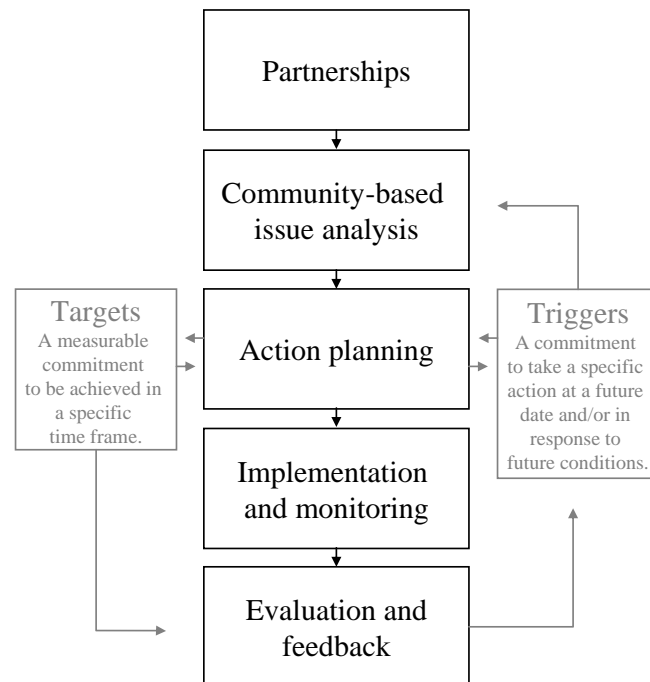 Partnerships
Community-based
issue analysis
Targets
A measurable
commitment
to be achieved in
a specific
time frame.
Action planning
Triggers
A commitment
to take a specific
action at a future
date and/or in
response to
future conditions.
Implementation
and monitoring
Evaluation and
feedback